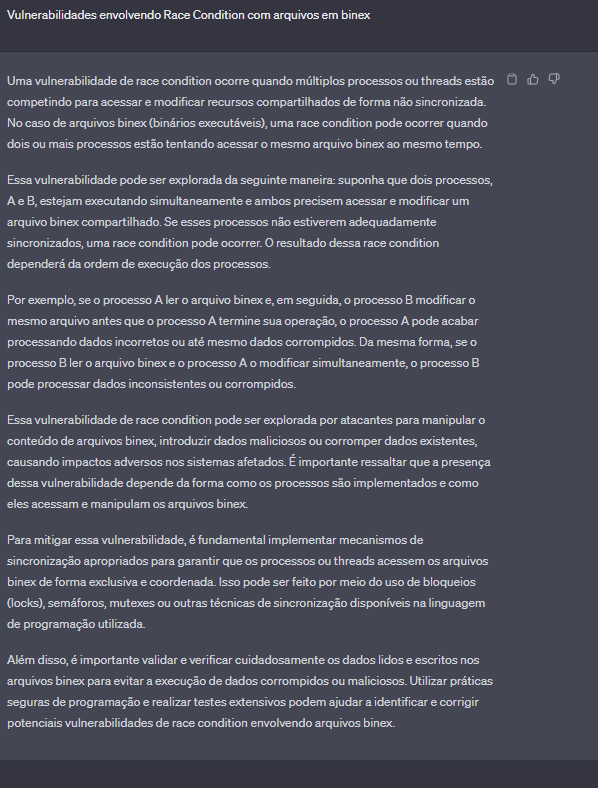 Vulnerabilidades envolvendo Race Condition com arquivos em binex
Uma vulnerabilidade de race condition ocorre quando múltiplos processos ou threads estão
competindo para acessar e modificar recursos compartilhados de forma não sincronizada.
No caso de arquivos binex (binários executáveis), uma race condition pode ocorrer quando
dois ou mais processos estão tentando acessar o mesmo arquivo binex ao mesmo tempo.
Essa vulnerabilidade pode ser explorada da seguinte maneira: suponha que dois processos,
A e B, estejam executando simultaneamente e ambos precisem acessar e modificar um
arquivo binex compartilhado. Se esses processos não estiverem adequadamente
sincronizados, uma race condition pode ocorrer. O resultado dessa race condition
dependerá da ordem de execução dos processos.
Por exemplo, se o processo A ler o arquivo binex e, em seguida, o processo B modificar o
mesmo arquivo antes que o processo A termine sua operação, o processo A pode acabar
processando dados incorretos ou até mesmo dados corrompidos. Da mesma forma, se o
processo B ler o arquivo binex e o processo A o modificar simultaneamente, o processo B
pode processar dados inconsistentes ou corrompidos.
Essa vulnerabilidade de race condition pode ser explorada por atacantes para manipular o
conteúdo de arquivos binex, introduzir dados maliciosos ou corromper dados existentes,
causando impactos adversos nos sistemas afetados. É importante ressaltar que a presença
dessa vulnerabilidade depende da forma como os processos são implementados e como
eles acessam e manipulam os arquivos binex.
Para mitigar essa vulnerabilidade, é fundamental implementar mecanismos de
sincronização apropriados para garantir que os processos ou threads acessem os arquivos
binex de forma exclusiva e coordenada. Isso pode ser feito por meio do uso de bloqueios
(locks), semáforos, mutexes ou outras técnicas de sincronização disponíveis na linguagem
de programação utilizada.
Além disso, é importante validar e verificar cuidadosamente os dados lidos e escritos nos
arquivos binex para evitar a execução de dados corrompidos ou maliciosos. Utilizar práticas
seguras de programação e realizar testes extensivos podem ajudar a identificar e corrigir
potenciais vulnerabilidades de race condition envolvendo arquivos binex.